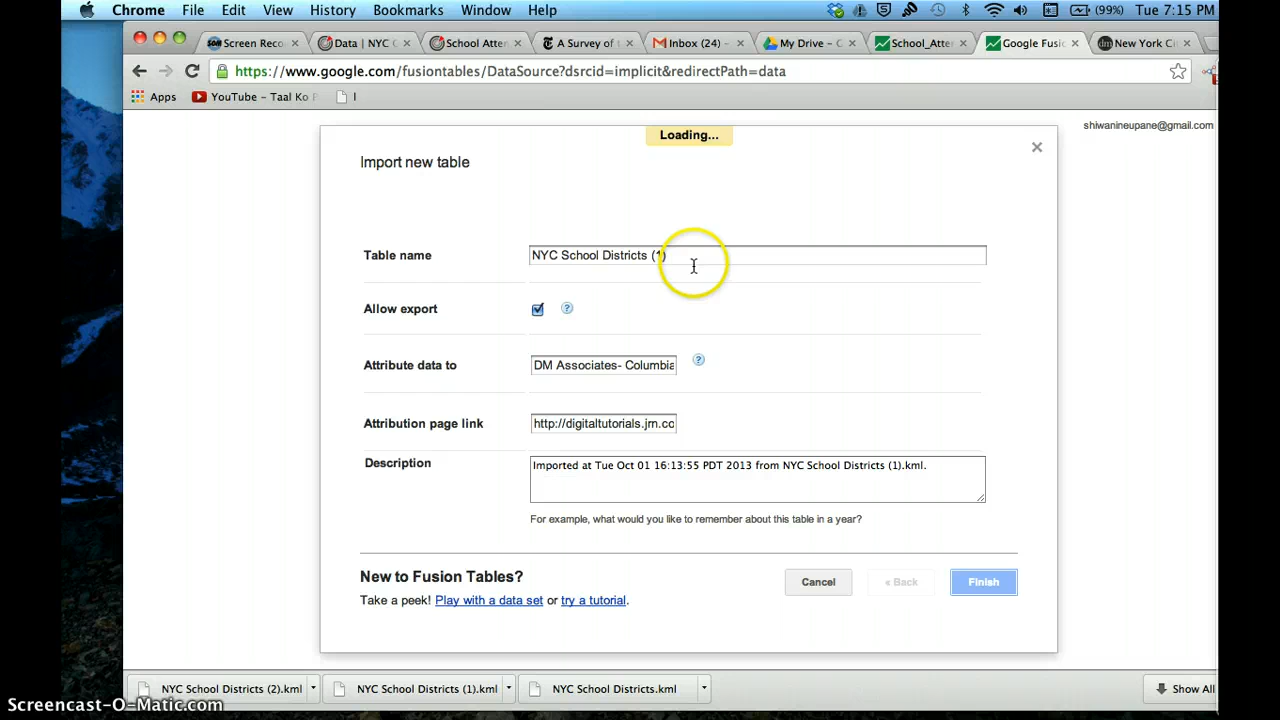 Chrome File Edit View History Bookmarks Window Help (99%) Tue 7:15 PM
Screen Reco Data | NYC C School Atter A Survey of t Inbox (24) – My Drive – C School_Atte Google Fusio New York Cit
https://www.google.com/fusiontables/DataSource?dsrcid=implicit&redirectPath=data
Apps YouTube – Taal Ko P I
shiwanineupane@gmail.com
Loading...
Import new table
Table name NYC School Districts (1)
Allow export ?
Attribute data to DM Associates- Columbia ?
Attribution page link http://digitaltutorials.jrn.co
Description Imported at Tue Oct 01 16:13:55 PDT 2013 from NYC School Districts (1).kml.
For example, what would you like to remember about this table in a year?
New to Fusion Tables?
Take a peek! Play with a data set or try a tutorial.
Cancel « Back Finish
NYC School Districts (2).kml NYC School Districts (1).kml NYC School Districts.kml Show All
Screencast-O-Matic.com